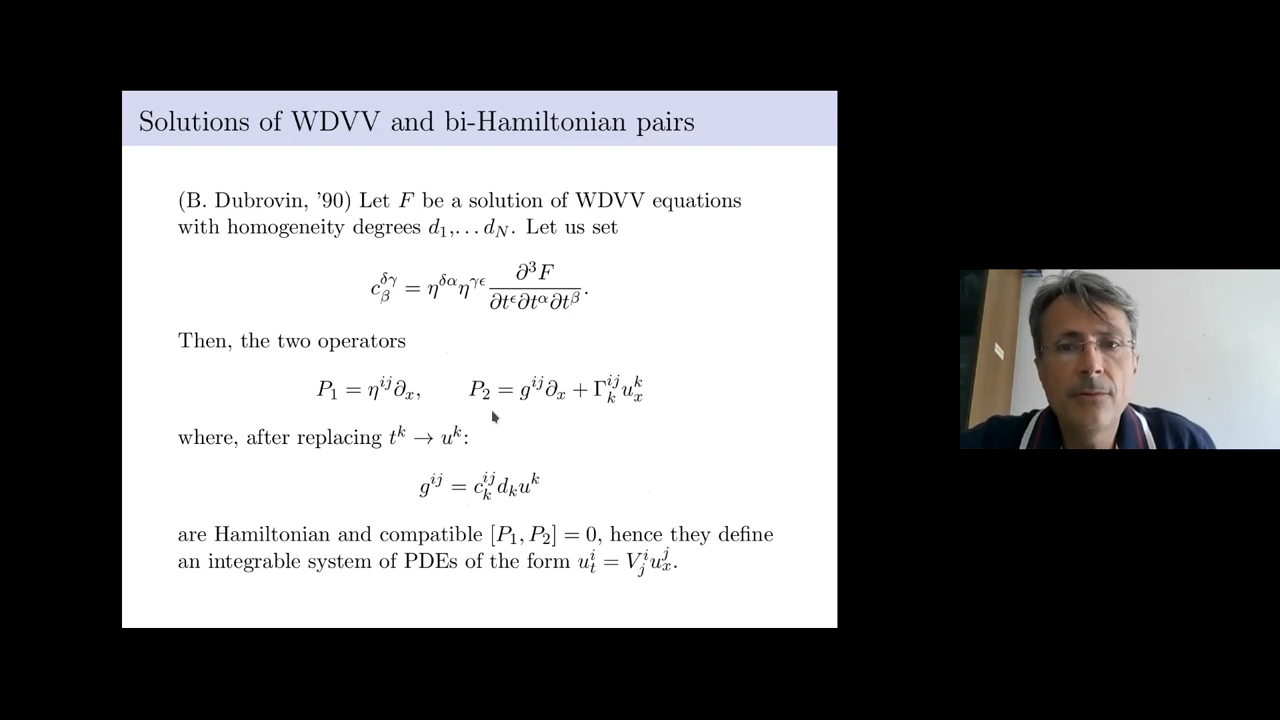 Solutions of WDVV and bi-Hamiltonian pairs
(B. Dubrovin, '90) Let F be a solution of WDVV equations
with homogeneity degrees d_1,...d_N. Let us set
c_β^{δγ} = η^{δα}η^{γϵ} ∂³F / ∂t^ϵ∂t^α∂t^β.
Then, the two operators
P_1 = η^{ij}∂_x, P_2 = g^{ij}∂_x + Γ_k^{ij}u_x^k
where, after replacing t^k → u^k:
g^{ij} = c_k^{ij}d_k u^k
are Hamiltonian and compatible [P_1, P_2] = 0, hence they define
an integrable system of PDEs of the form u_t^i = V_j^i u_x^j.